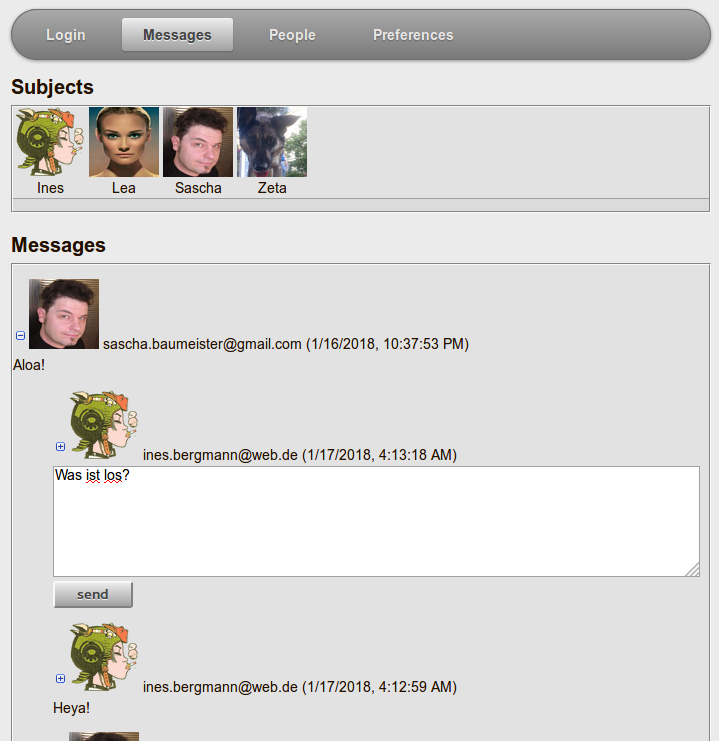 Login Messages People Preferences
Subjects
Ines Lea Sascha Zeta
Messages
sascha.baumeister@gmail.com (1/16/2018, 10:37:53 PM)
Aloa!
ines.bergmann@web.de (1/17/2018, 4:13:18 AM)
Was ist los?
send
ines.bergmann@web.de (1/17/2018, 4:12:59 AM)
Heya!